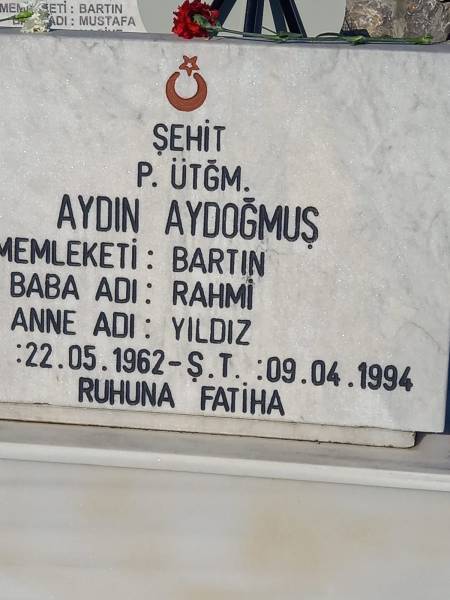 MEMLEKETİ : BARTIN
ADI : MUSTAFA
ŞEHİT
P. ÜTĞM.
AYDIN AYDOĞMUŞ
MEMLEKETİ : BARTIN
BABA ADI : RAHMİ
ANNE ADI : YILDIZ
:22.05.1962-Ş.T. :09.04.1994
RUHUNA FATİHA